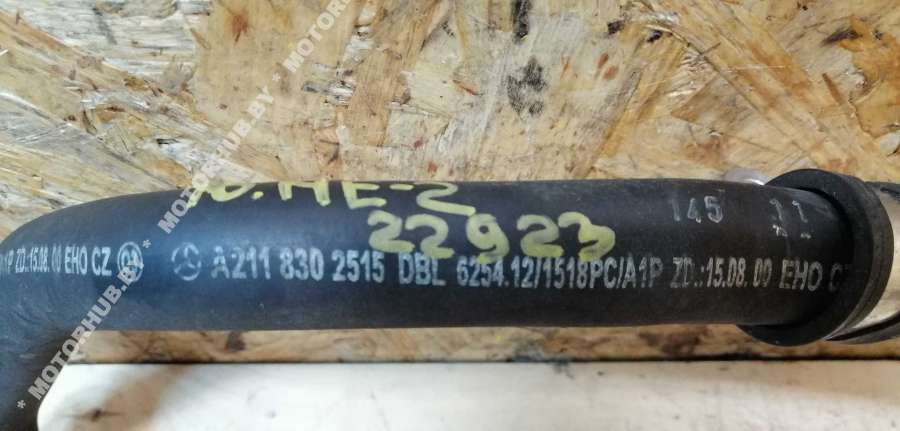 * MOTORHUB.BY * MOTORHUB.BY * MOTORHUB.BY
ME-2
22923
145 11
1P ZD.:15.08.00 EHO CZ A211 830 2515 DBL 6254.12/1518PC/A1P ZD.:15.08.00 EHO CZ